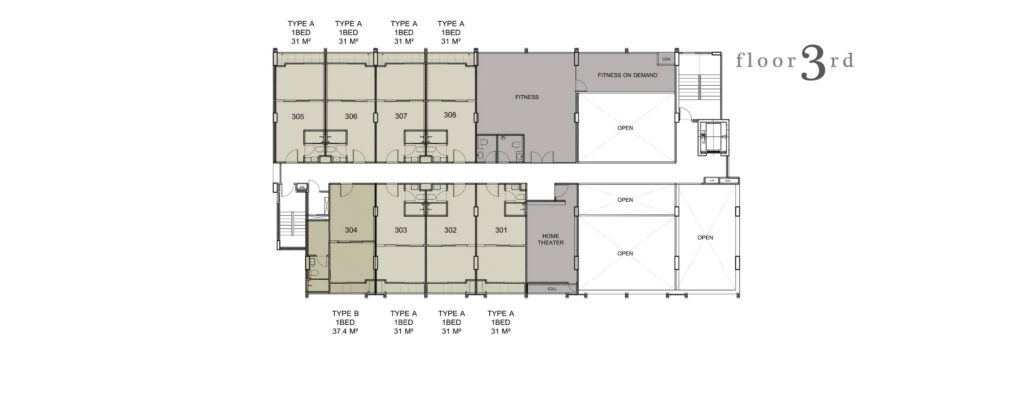 TYPE A
1BED
31 M²
TYPE A
1BED
31 M²
TYPE A
1BED
31 M²
TYPE A
1BED
31 M²
floor 3rd
CDU.
FITNESS ON DEMAND
FITNESS
305
306
307
308
OPEN
304
303
302
301
HOME
THEATER
OPEN
OPEN
OPEN
CDU.
TYPE B
1BED
37.4 M²
TYPE A
1BED
31 M²
TYPE A
1BED
31 M²
TYPE A
1BED
31 M²